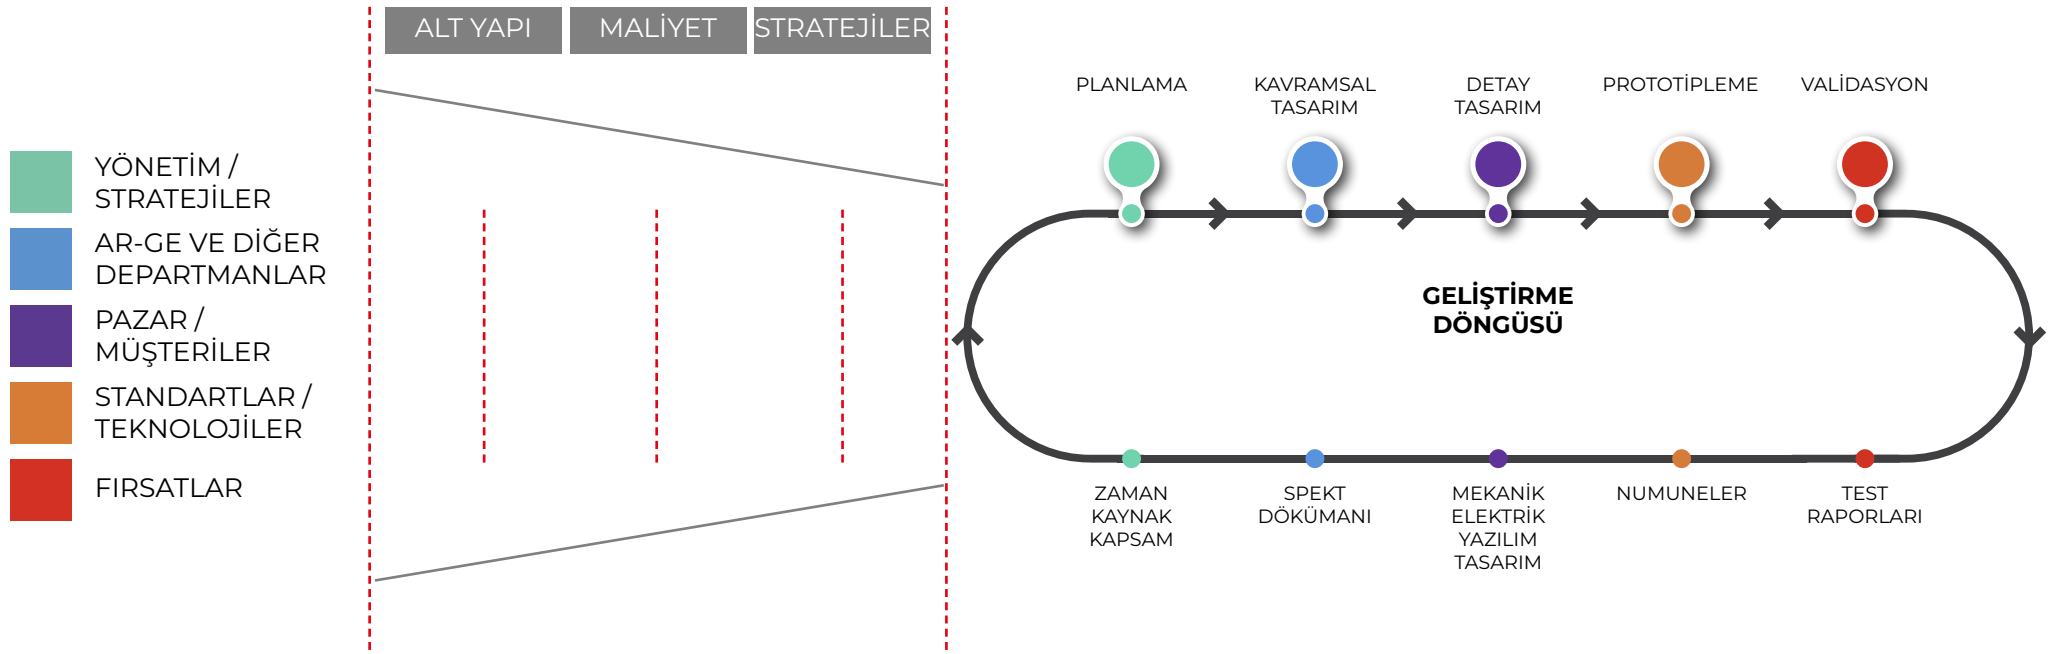 ALT YAPI
MALİYET
STRATEJİLER
YÖNETİM /
STRATEJİLER
AR-GE VE DİĞER
DEPARTMANLAR
PAZAR /
MÜŞTERİLER
STANDARTLAR /
TEKNOLOJİLER
FIRSATLAR
PLANLAMA
KAVRAMSAL
TASARIM
DETAY
TASARIM
PROTOTİPLEME
VALİDASYON
GELİŞTİRME
DÖNGÜSÜ
ZAMAN
KAYNAK
KAPSAM
SPEKT
DÖKÜMANI
MEKANİK
ELEKTRİK
YAZILIM
TASARIM
NUMUNELER
TEST
RAPORLARI